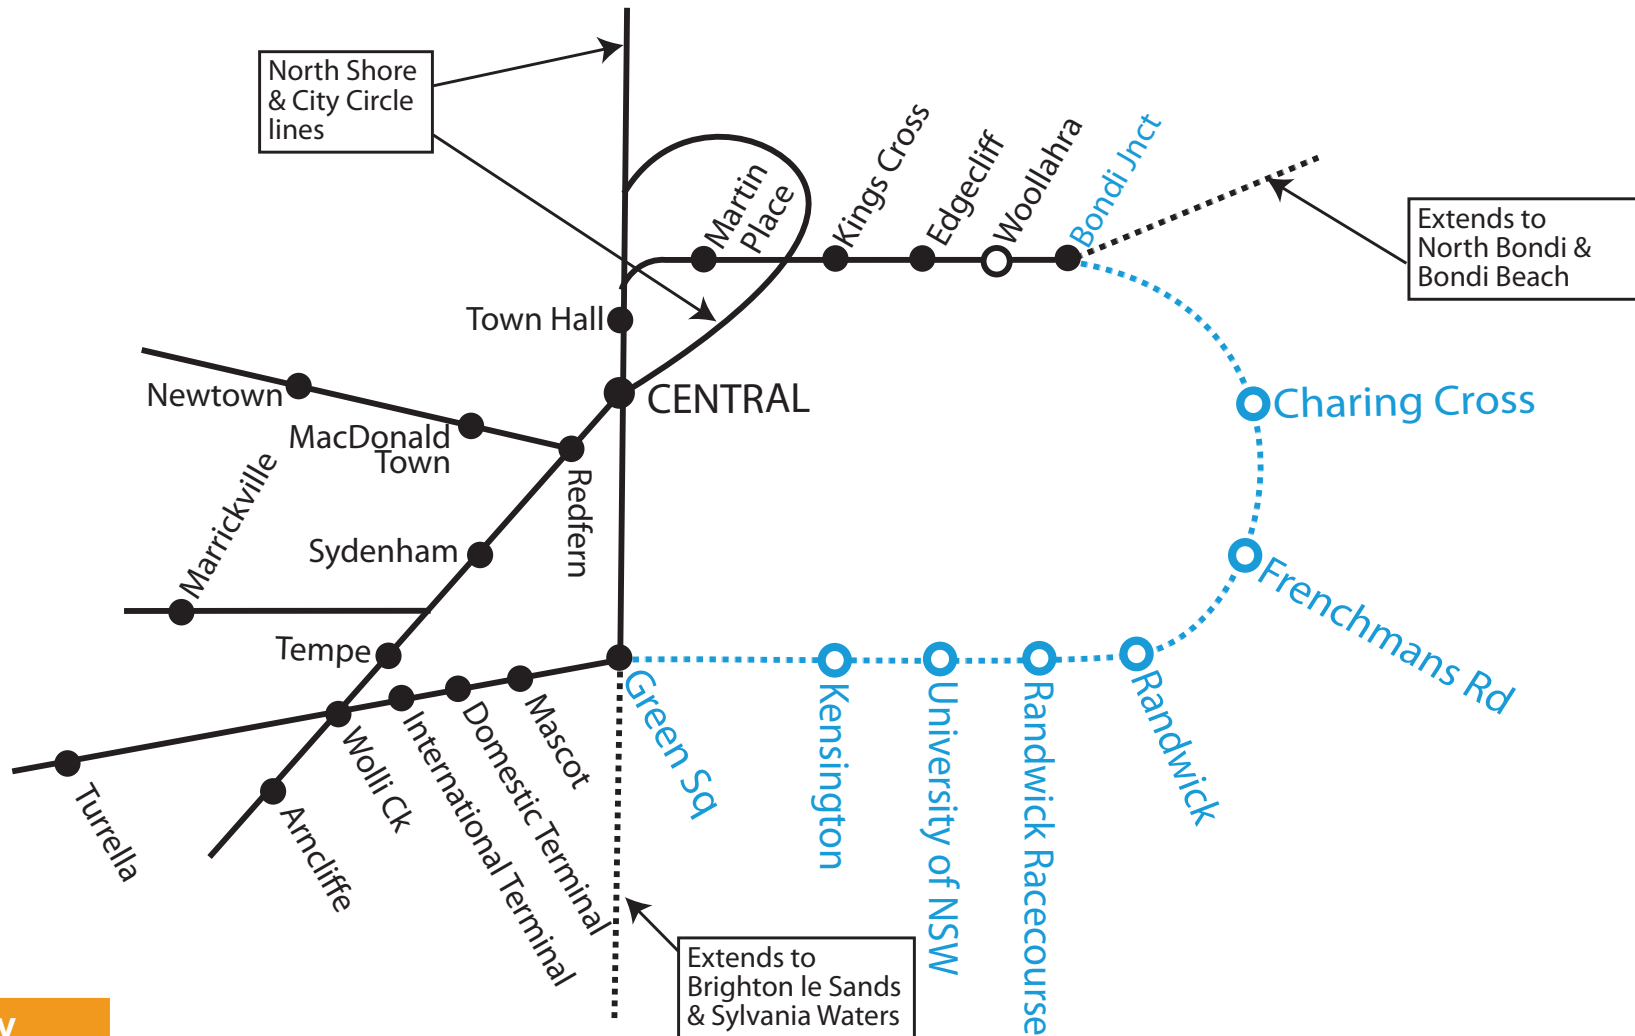 North Shore
& City Circle
lines
Martin
Place
Kings Cross
Edgecliff
Woollahra
Bondi Jnct
Extends to
North Bondi &
Bondi Beach
Town Hall
CENTRAL
Newtown
MacDonald
Town
Redfern
Charing Cross
Marrickville
Sydenham
Frenchmans Rd
Tempe
Green Sq
Kensington
University of NSW
Randwick Racecourse
Randwick
Mascot
Domestic Terminal
International Terminal
Wolli Ck
Arncliffe
Turrella
Extends to
Brighton le Sands
& Sylvania Waters